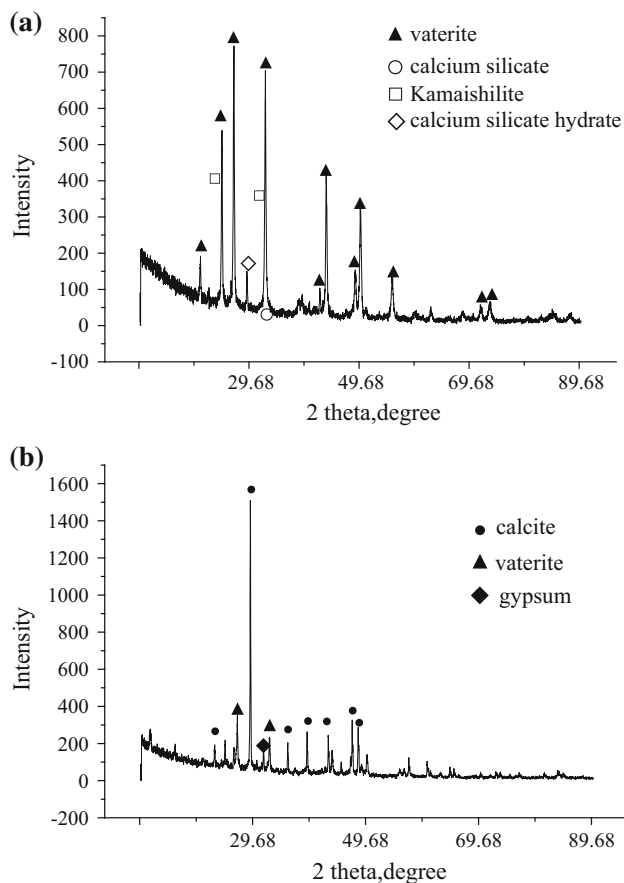 (a)
800
700
600
500
400
300
200
100
0
-100
Intensity
▲ vaterite
○ calcium silicate
□ Kamaishilite
◇ calcium silicate hydrate
29.68 49.68 69.68 89.68
2 theta,degree
(b)
1600
1400
1200
1000
800
600
400
200
0
-200
Intensity
● calcite
▲ vaterite
◆ gypsum
29.68 49.68 69.68 89.68
2 theta,degree